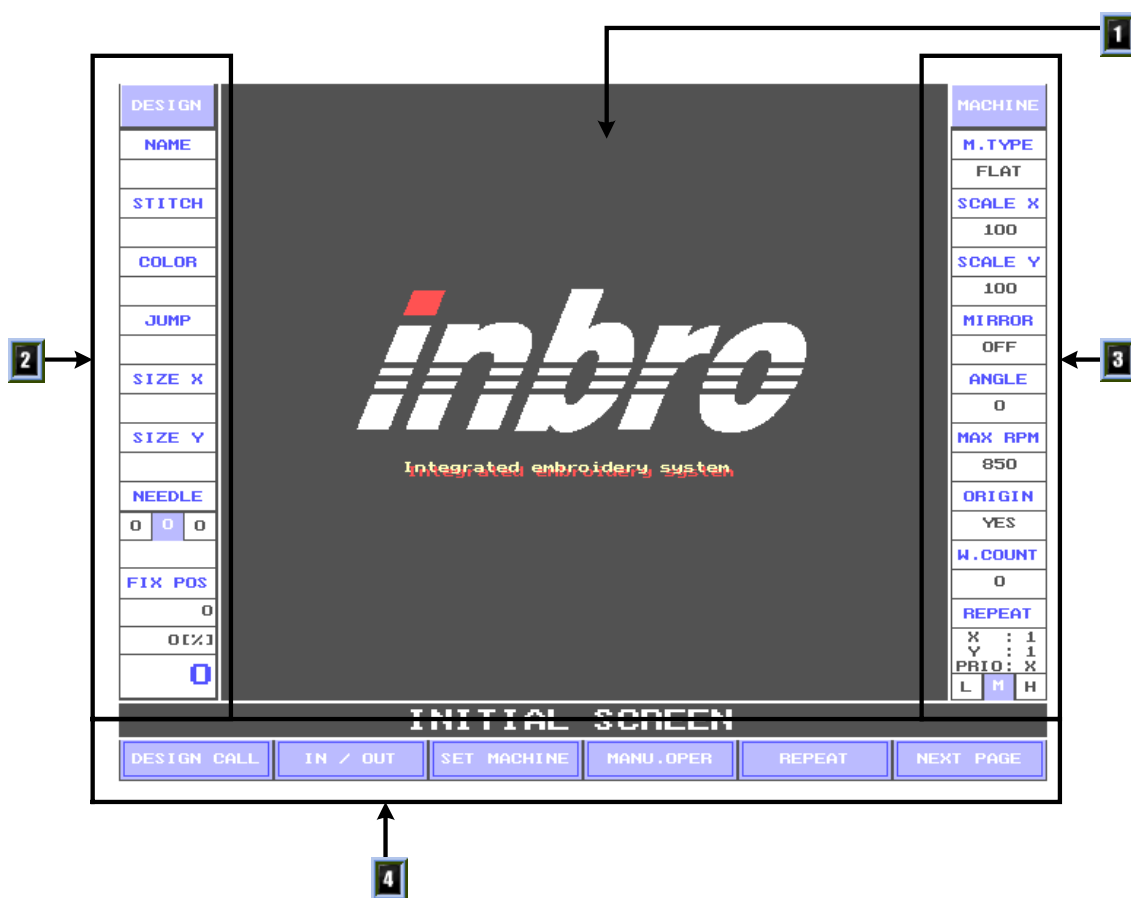 1
DESIGN
NAME
STITCH
COLOR
JUMP
SIZE X
SIZE Y
NEEDLE
0 0 0
FIX POS
0
0[%]
0
2
inbro
Integrated embroidery system
MACHINE
M.TYPE
FLAT
SCALE X
100
SCALE Y
100
MIRROR
OFF
ANGLE
0
MAX RPM
850
ORIGIN
YES
W.COUNT
0
REPEAT
X : 1
Y : 1
PRIO: X
L M H
3
INITIAL SCREEN
DESIGN CALL IN / OUT SET MACHINE MANU.OPER REPEAT NEXT PAGE
4